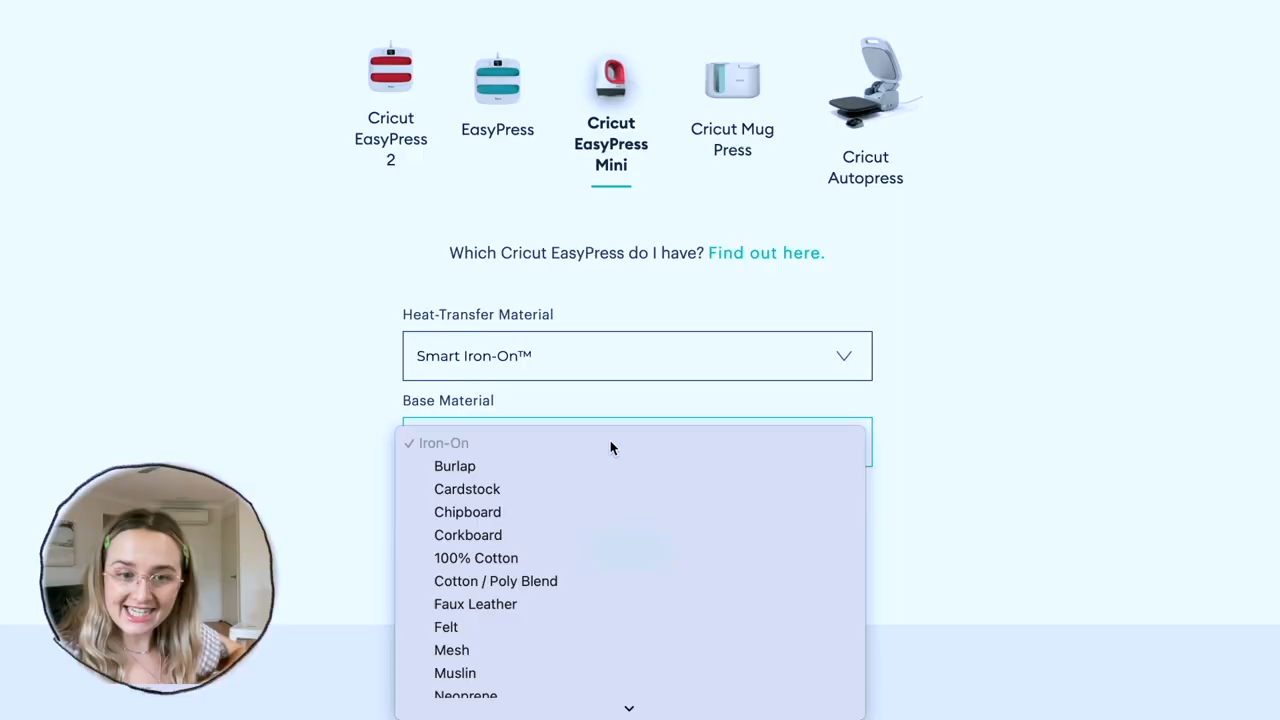 Cricut
EasyPress
2
EasyPress
Cricut
EasyPress
Mini
Cricut Mug
Press
Cricut
Autopress
Which Cricut EasyPress do I have? Find out here.
Heat-Transfer Material
Smart Iron-On™
Base Material
Iron-On
Burlap
Cardstock
Chipboard
Corkboard
100% Cotton
Cotton / Poly Blend
Faux Leather
Felt
Mesh
Muslin
Neoprene